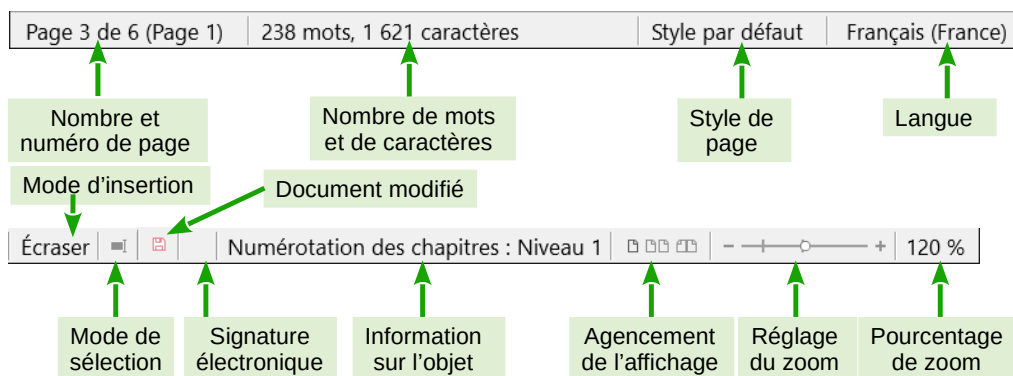 Page 3 de 6 (Page 1) 238 mots, 1 621 caractères Style par défaut Français (France)
Nombre et
numéro de page
Nombre de mots
et de caractères
Style de
page
Langue
Mode d’insertion
Document modifié
Écraser Numérotation des chapitres : Niveau 1 120 %
Mode de
sélection
Signature
électronique
Information
sur l’objet
Agencement
de l’affichage
Réglage
du zoom
Pourcentage
de zoom